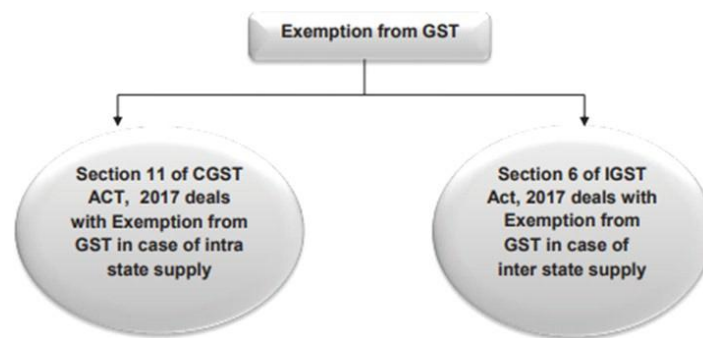 Exemption from GST
Section 11 of CGST
ACT, 2017 deals
with Exemption from
GST in case of intra
state supply
Section 6 of IGST
Act, 2017 deals with
Exemption from
GST in case of
inter state supply